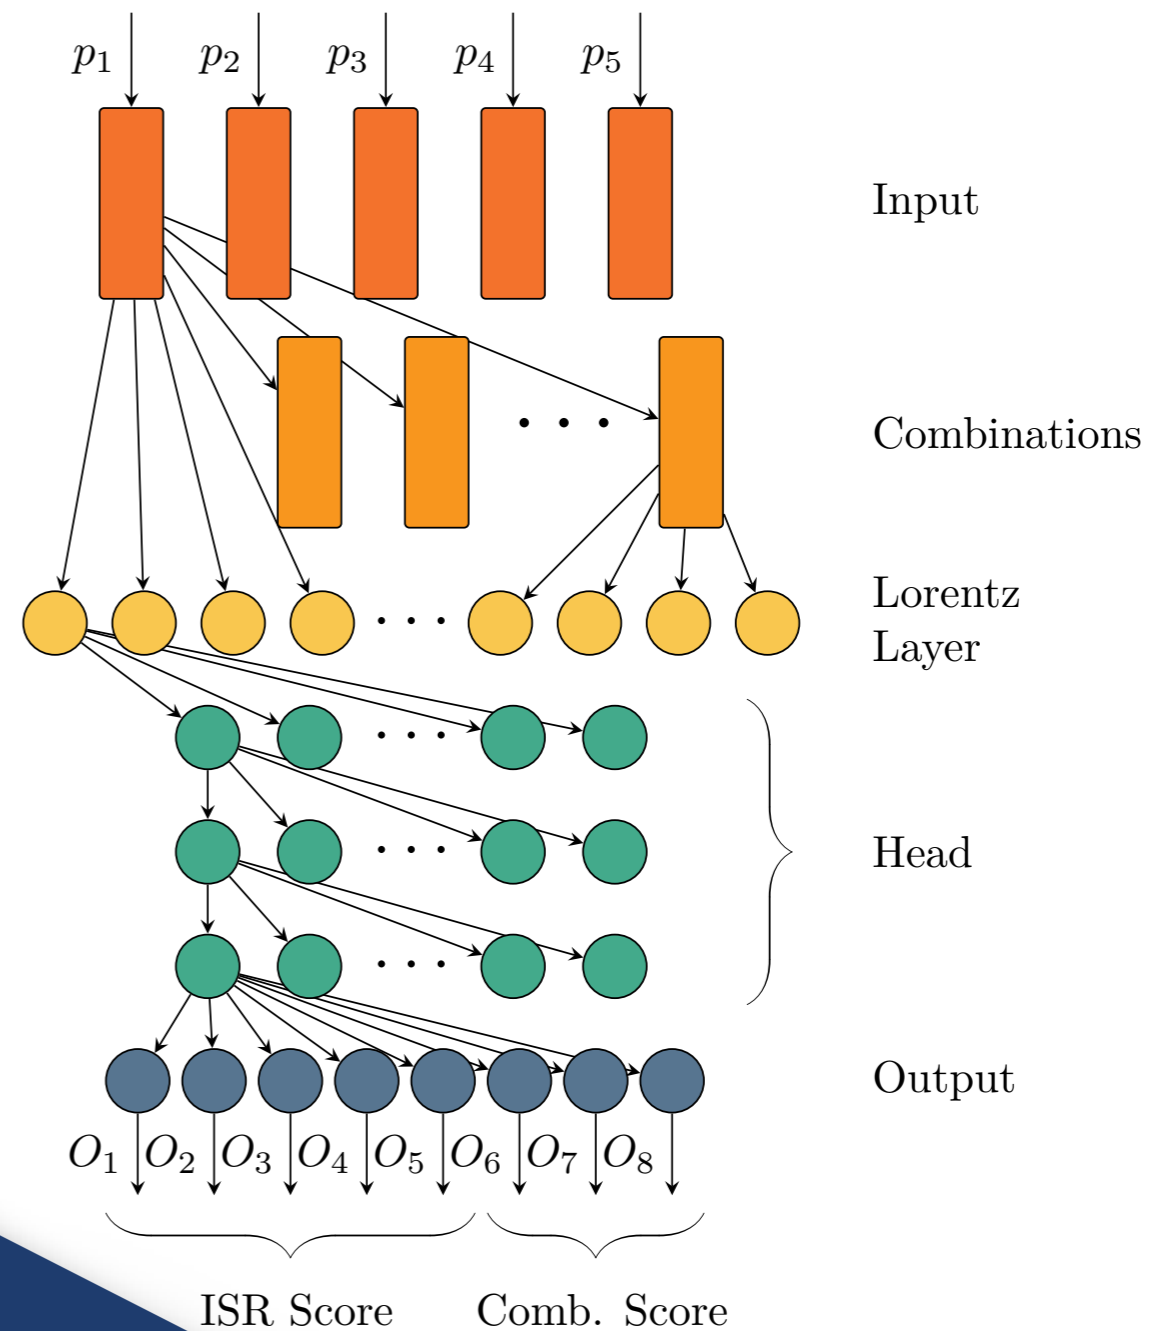 p₁ p₂ p₃ p₄ p₅
Input
Combinations
Lorentz
Layer
Head
Output
O₁ O₂ O₃ O₄ O₅ O₆ O₇ O₈
ISR Score Comb. Score